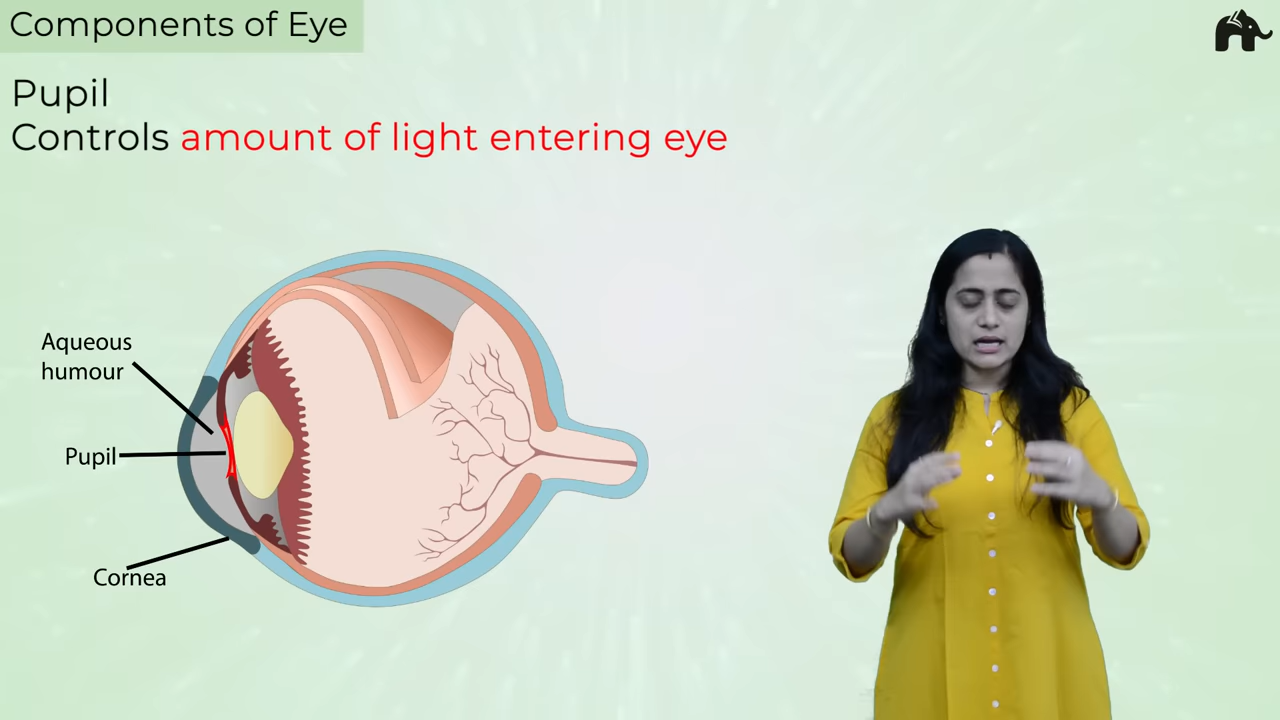 Components of Eye
Pupil
Controls amount of light entering eye
Aqueous
humour
Pupil
Cornea